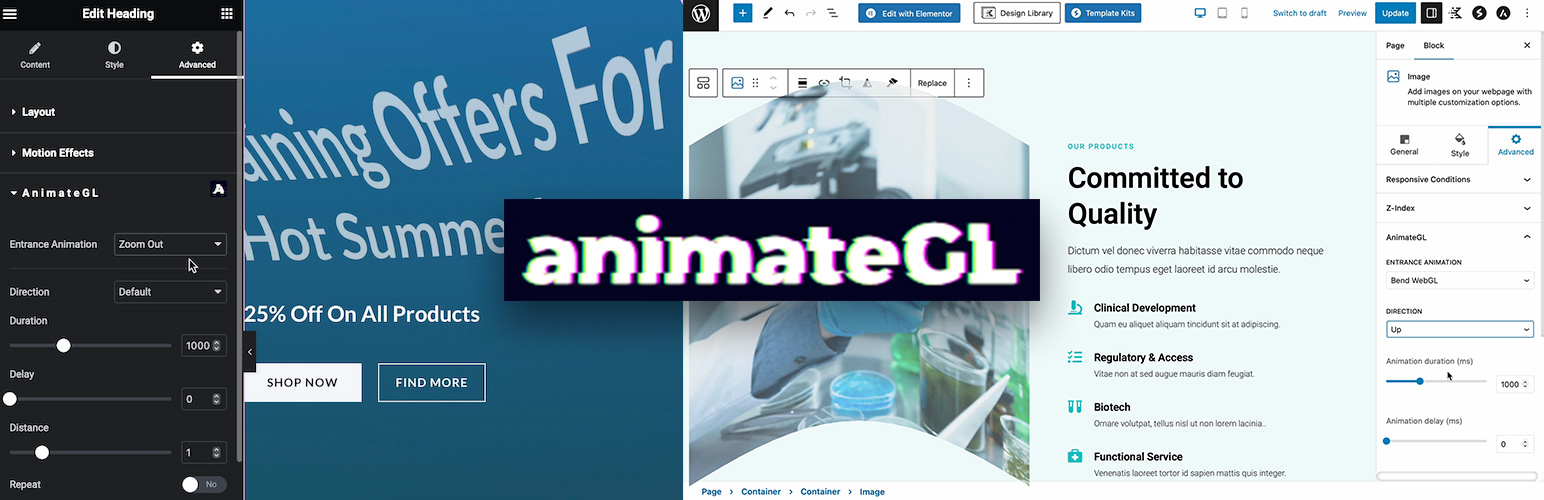 Edit Heading
Content
Style
Advanced
Layout
Motion Effects
AnimateGL
Entrance Animation
Zoom Out
Direction
Default
Duration
1000
Delay
0
Distance
1
Repeat
No
aining Offers For
Hot Summe
25% Off On All Products
SHOP NOW
FIND MORE
animateGL
Edit with Elementor
Design Library
Template Kits
Switch to draft
Preview
Update
Replace
OUR PRODUCTS
Committed to
Quality
Dictum vel donec viverra habitasse vitae commodo neque
libero odio tempus eget laoreet id arcu molestie.
Clinical Development
Quam eu aliquet aliquam tincidunt sit at adipiscing.
Regulatory & Access
Vitae non at sed augue mauris diam feugiat.
Biotech
Ornare volutpat, tellus nisl ut non lorem lacinia..
Functional Service
Venenatis laoreet tortor id sapien mattis quis integer.
Page
Container
Container
Image
Page
Block
Image
Add images on your webpage with
multiple customization options.
General
Style
Advanced
Responsive Conditions
Z-Index
AnimateGL
ENTRANCE ANIMATION
Bend WebGL
DIRECTION
Up
Animation duration (ms)
1000
Animation delay (ms)
0